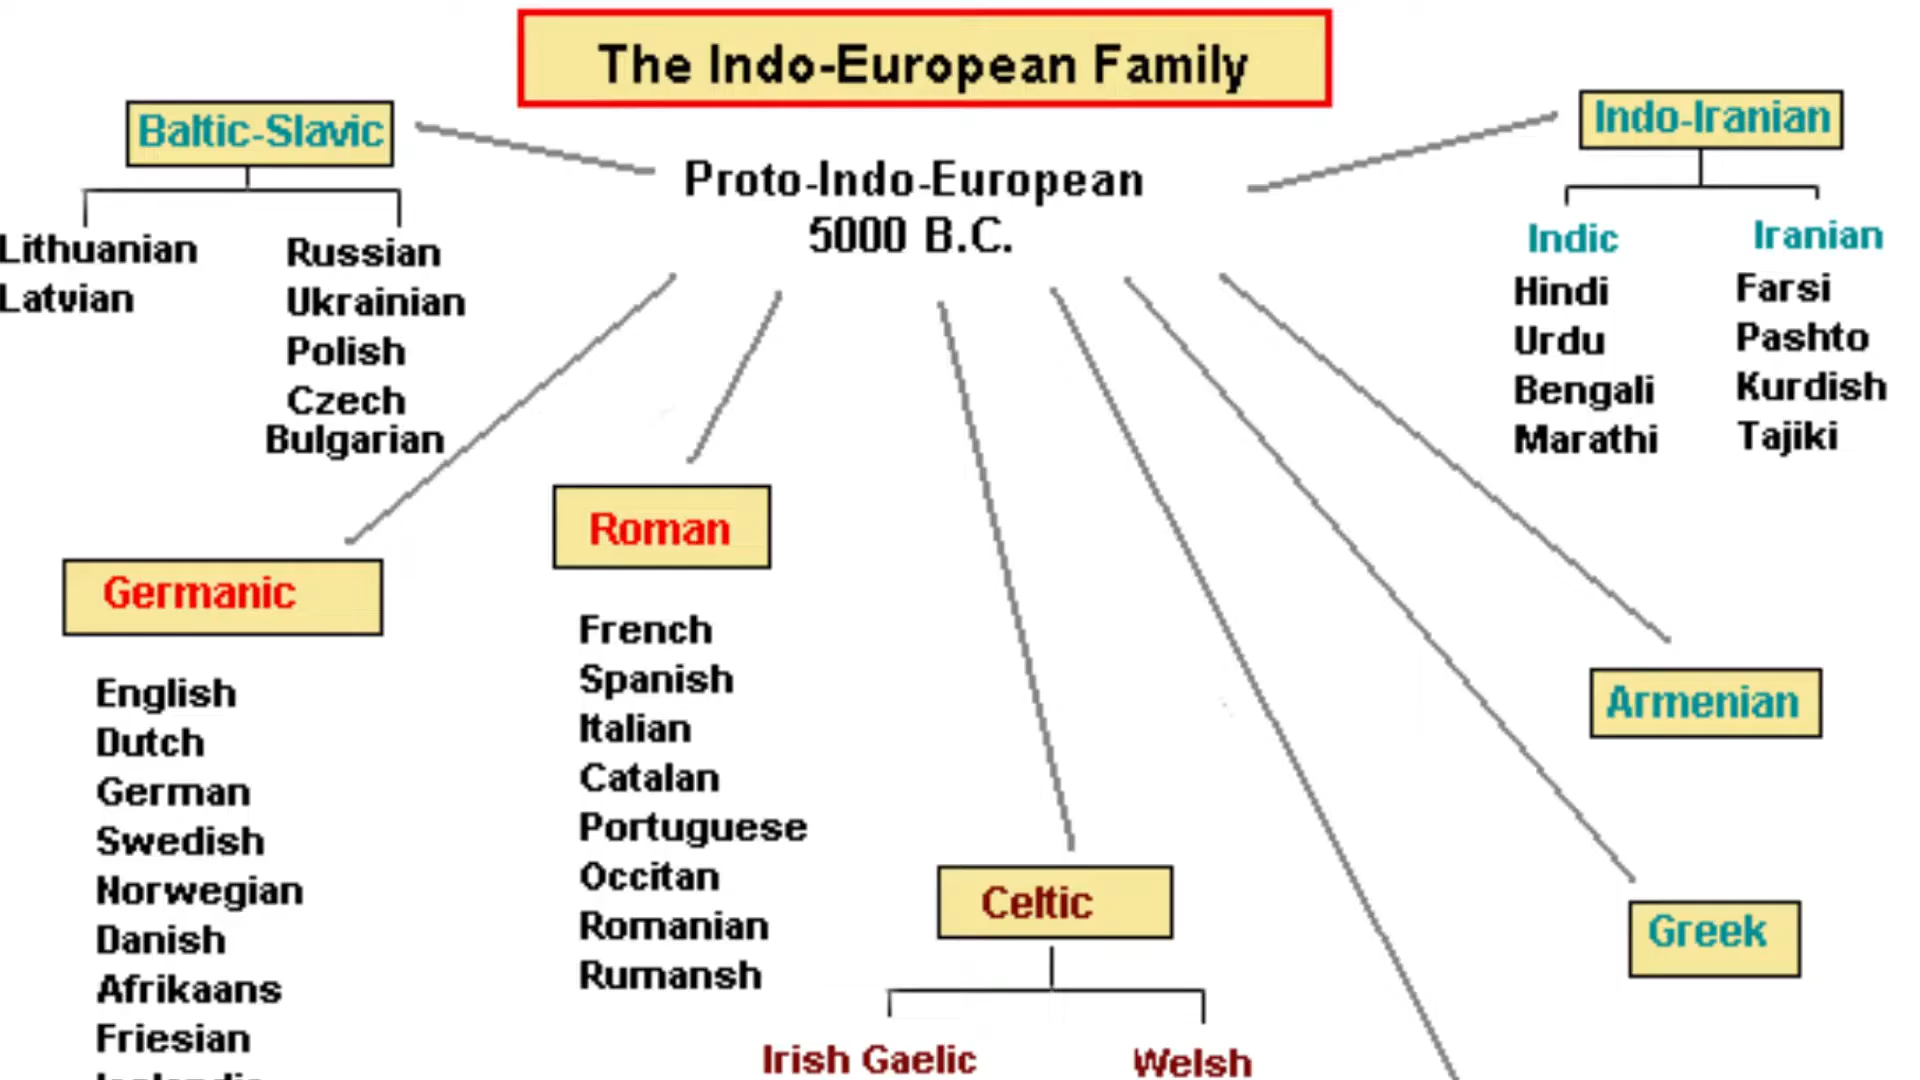 The Indo-European Family
Baltic-Slavic
Indo-Iranian
Proto-Indo-European
5000 B.C.
Lithuanian
Latvian
Russian
Ukrainian
Polish
Czech
Bulgarian
Indic
Hindi
Urdu
Bengali
Marathi
Iranian
Farsi
Pashto
Kurdish
Tajiki
Germanic
English
Dutch
German
Swedish
Norwegian
Danish
Afrikaans
Friesian
Roman
French
Spanish
Italian
Catalan
Portuguese
Occitan
Romanian
Rumansh
Celtic
Irish Gaelic
Welsh
Armenian
Greek